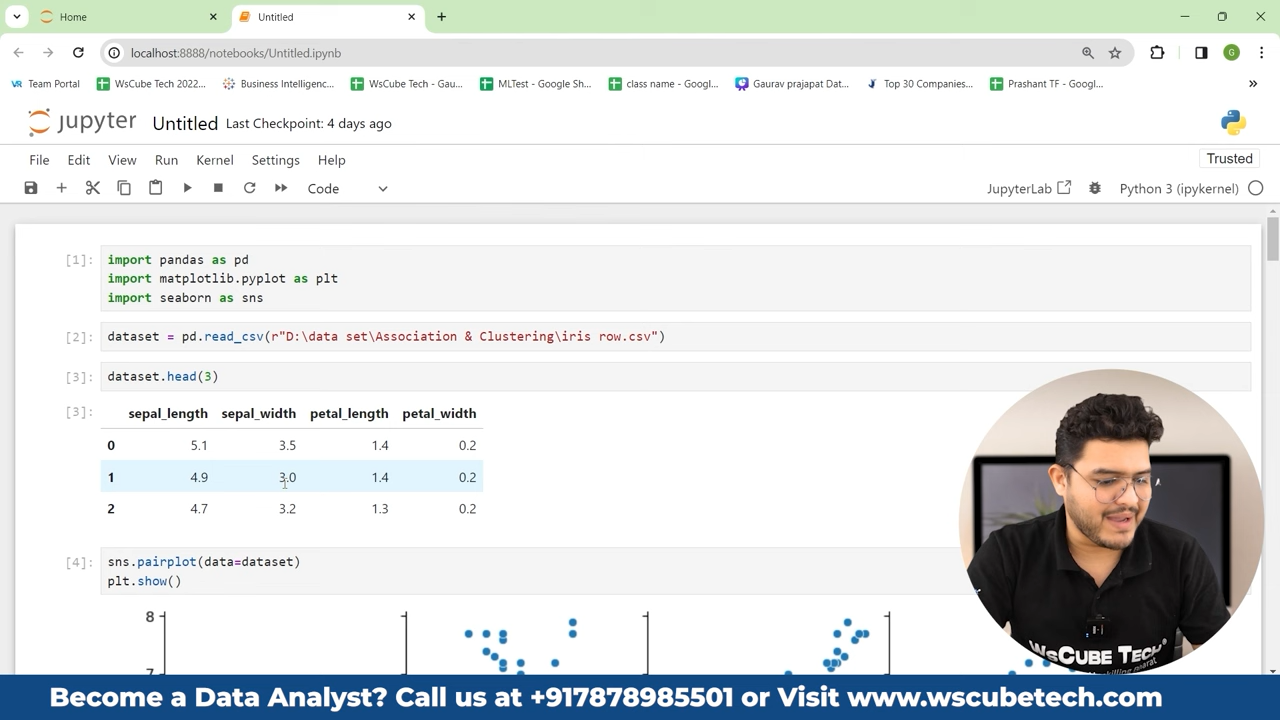 Home
Untitled
localhost:8888/notebooks/Untitled.ipynb
G
Team Portal
WsCube Tech 2022...
Business Intelligenc...
WsCube Tech - Gau...
MLTest - Google Sh...
class name - Googl...
Gaurav prajapat Dat...
Top 30 Companies...
Prashant TF - Googl...
jupyter Untitled Last Checkpoint: 4 days ago
File Edit View Run Kernel Settings Help
Trusted
Code
JupyterLab
Python 3 (ipykernel)
[1]: import pandas as pd
import matplotlib.pyplot as plt
import seaborn as sns
[2]: dataset = pd.read_csv(r"D:\data set\Association & Clustering\iris row.csv")
[3]: dataset.head(3)
[3]: sepal_length sepal_width petal_length petal_width
0 5.1 3.5 1.4 0.2
1 4.9 3.0 1.4 0.2
2 4.7 3.2 1.3 0.2
[4]: sns.pairplot(data=dataset)
plt.show()
8
7
WSCUBE TECH
Become a Data Analyst? Call us at +917878985501 or Visit www.wscubetech.com